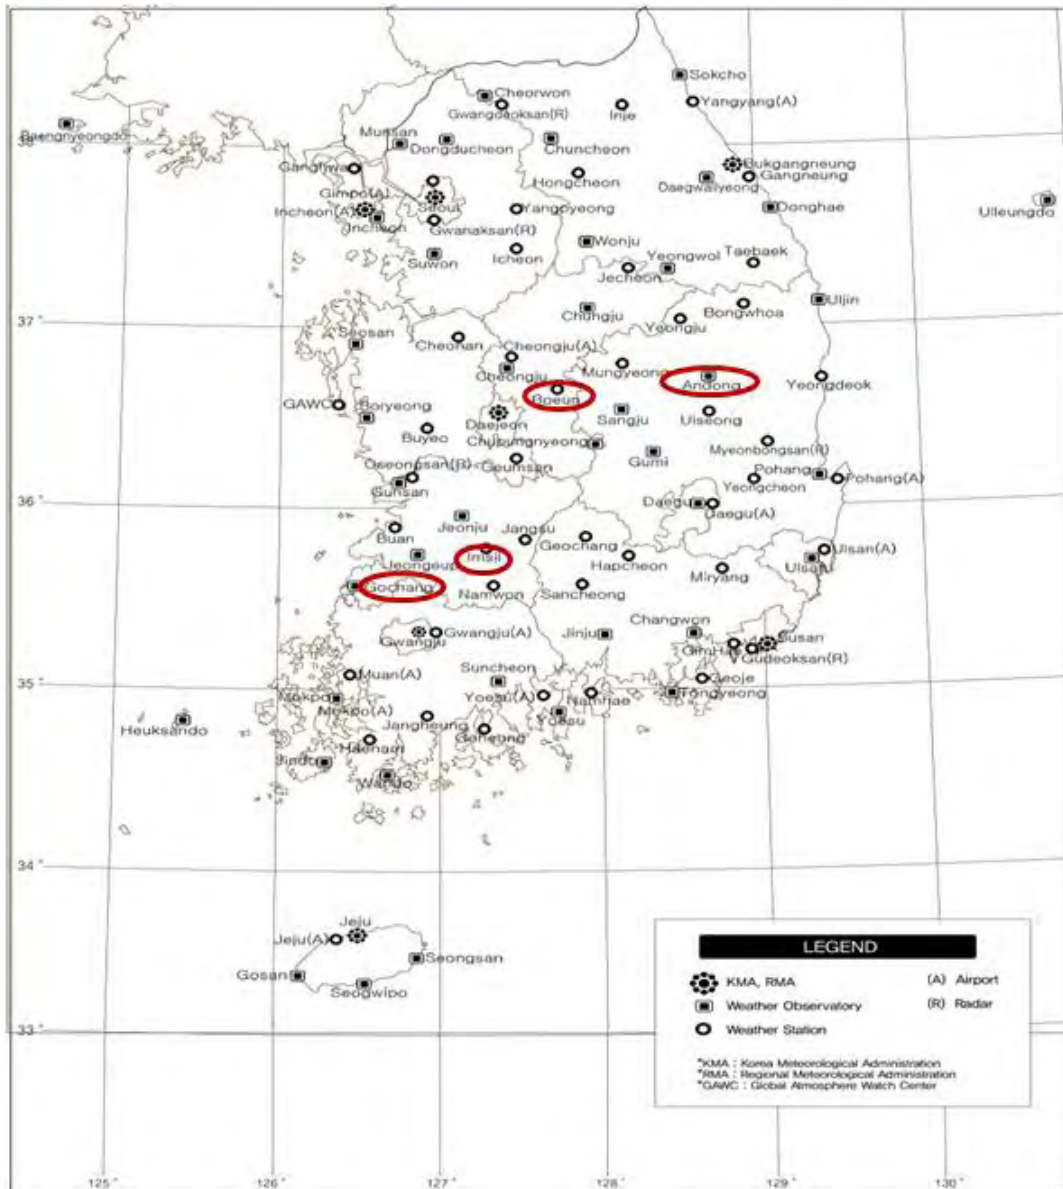 Sokcho
Cheorwon
Yangyang(A)
Gwangdeoksan(R)
Inje
Baengnyeongdo
38°
Munsan
Dongducheon
Chuncheon
Bukgangneung
Ganghwa
Hongcheon
Daegwallyeong
Gangneung
Gimpo(A)
Seoul
Incheon(A)
Yangpyeong
Donghae
Ulleungdo
Incheon
Gwanaksan(R)
Wonju
Suwon
Icheon
Yeongwol
Taebaek
Jecheon
Uljin
Chungju
Bongwhoa
37°
Yeongju
Seosan
Cheonan
Cheongju(A)
Cheongju
Mungyeong
Andong
Yeongdeok
Boeun
GAWC
Boryeong
Daejeon
Sangju
Uiseong
Buyeo
Chupungnyeong
Myeonbongsan(R)
Oseongsan(R)
Geumsan
Gumi
Pohang
Gunsan
Yeongcheon
Pohang(A)
36°
Daegu
Daegu(A)
Jeonju
Jangsu
Buan
Geochang
Ulsan(A)
Jeongeup
Imsil
Hapcheon
Ulsan
Miryang
Gochang
Namwon
Sancheong
Changwon
Gwangju
Gwangju(A)
Jinju
Busan
GimHae
Gudeoksan(R)
Suncheon
35°
Muan(A)
Geoje
Mokpo
Yoesu(A)
Namhae
Tongyeong
Mokpo(A)
Yoesu
Heuksando
Jangheung
Goheung
Haenam
Jindo
Wando
34°
Jeju
Jeju(A)
Seongsan
Gosan
Seogwipo
33°
LEGEND
KMA, RMA
(A) Airport
Weather Observatory
(R) Radar
Weather Station
*KMA : Korea Meteorological Administration
*RMA : Regional Meteorological Administration
*GAWC : Global Atmosphere Watch Center
125° 126° 127° 128° 129° 130°